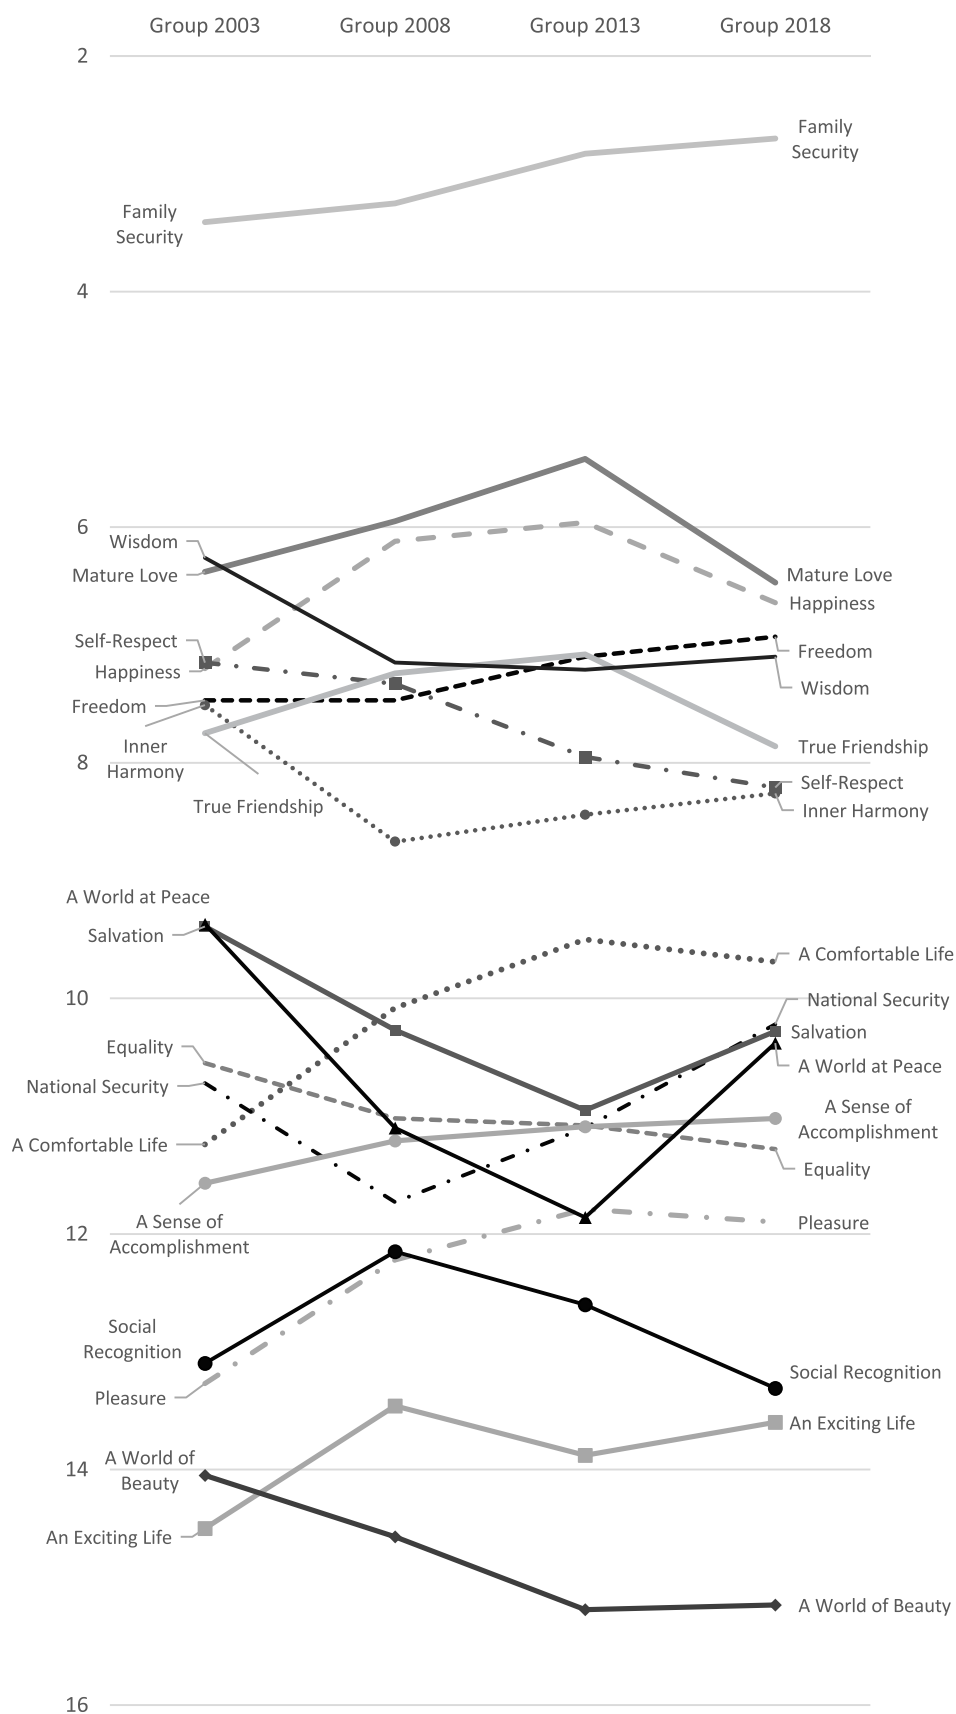 Group 2003 Group 2008 Group 2013 Group 2018
2
Family
Security
Family
Security
4
6
Wisdom
Mature Love
Mature Love
Happiness
Self-Respect
Happiness
Freedom
Freedom
Wisdom
Inner
Harmony
True Friendship
8
Self-Respect
True Friendship
Inner Harmony
A World at Peace
Salvation
A Comfortable Life
10
National Security
Salvation
Equality
A World at Peace
National Security
A Sense of
Accomplishment
A Comfortable Life
Equality
A Sense of
Accomplishment
Pleasure
12
Social
Recognition
Social Recognition
Pleasure
An Exciting Life
A World of
Beauty
14
An Exciting Life
A World of Beauty
16